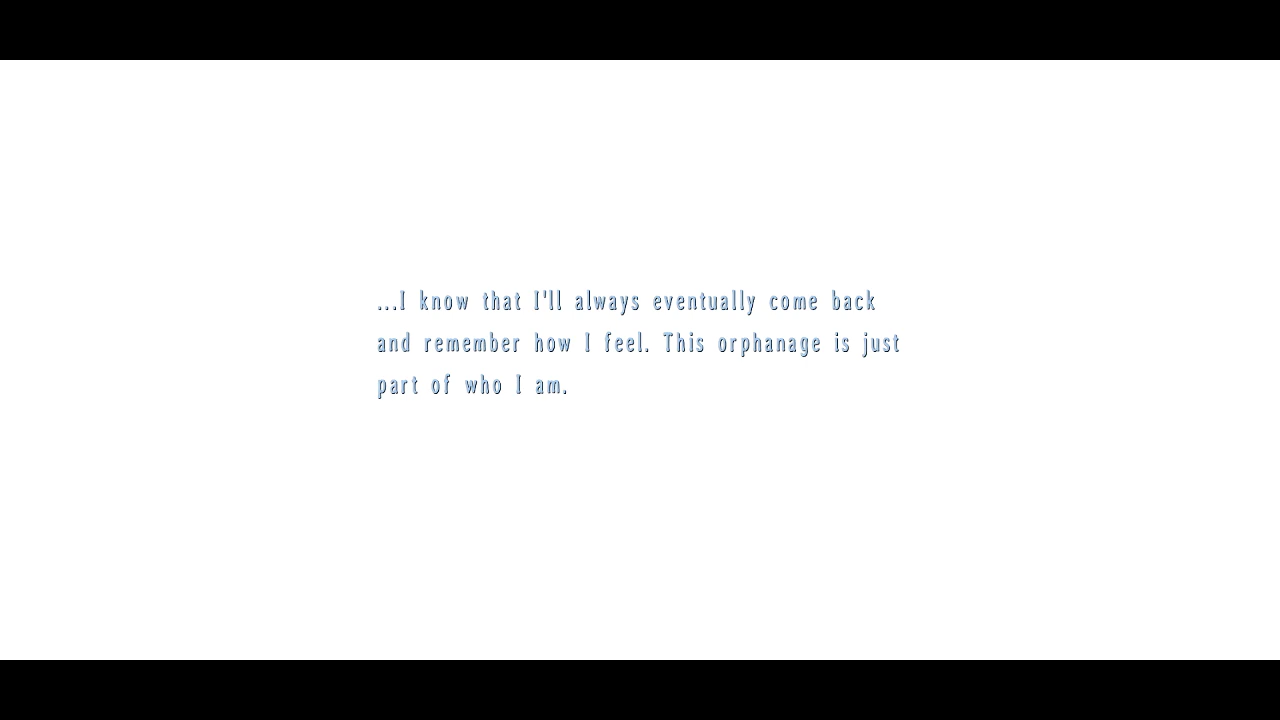 ...I know that I'll always eventually come back
and remember how I feel. This orphanage is just
part of who I am.